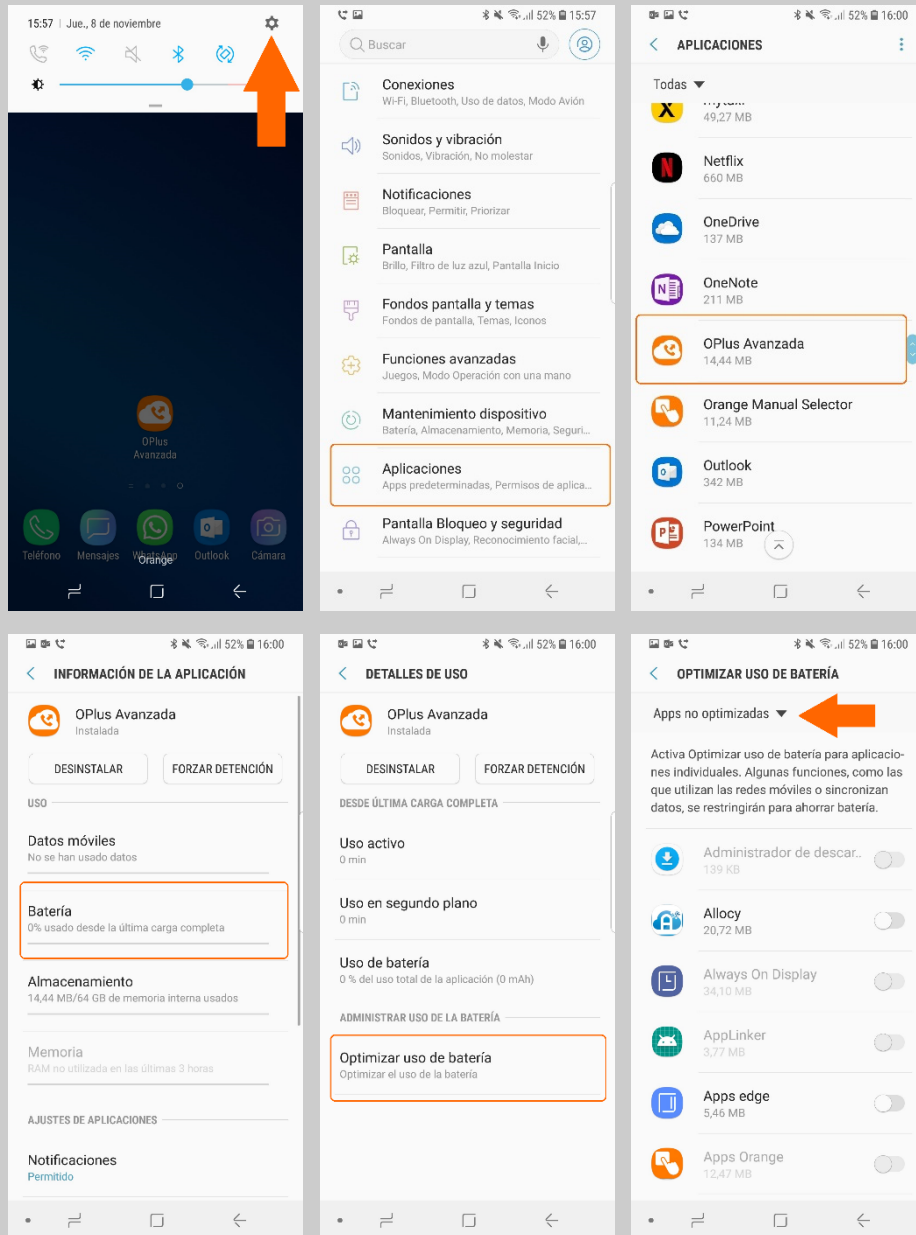 15:57 | Jue., 8 de noviembre
OPlus
Avanzada
Teléfono
Mensajes
WhatsApp
Outlook
Cámara
Orange
52% 15:57
Buscar
Conexiones
Wi-Fi, Bluetooth, Uso de datos, Modo Avión
Sonidos y vibración
Sonidos, Vibración, No molestar
Notificaciones
Bloquear, Permitir, Priorizar
Pantalla
Brillo, Filtro de luz azul, Pantalla Inicio
Fondos pantalla y temas
Fondos de pantalla, Temas, Iconos
Funciones avanzadas
Juegos, Modo Operación con una mano
Mantenimiento dispositivo
Batería, Almacenamiento, Memoria, Seguri...
Aplicaciones
Apps predeterminadas, Permisos de aplica...
Pantalla Bloqueo y seguridad
Always On Display, Reconocimiento facial,...
52% 16:00
APLICACIONES
Todas
mytaxi
49,27 MB
Netflix
660 MB
OneDrive
137 MB
OneNote
211 MB
OPlus Avanzada
14,44 MB
Orange Manual Selector
11,24 MB
Outlook
342 MB
PowerPoint
134 MB
52% 16:00
INFORMACIÓN DE LA APLICACIÓN
OPlus Avanzada
Instalada
DESINSTALAR
FORZAR DETENCIÓN
USO
Datos móviles
No se han usado datos
Batería
0% usado desde la última carga completa
Almacenamiento
14,44 MB/64 GB de memoria interna usados
Memoria
RAM no utilizada en las últimas 3 horas
AJUSTES DE APLICACIONES
Notificaciones
Permitido
52% 16:00
DETALLES DE USO
OPlus Avanzada
Instalada
DESINSTALAR
FORZAR DETENCIÓN
DESDE ÚLTIMA CARGA COMPLETA
Uso activo
0 min
Uso en segundo plano
0 min
Uso de batería
0 % del uso total de la aplicación (0 mAh)
ADMINISTRAR USO DE LA BATERÍA
Optimizar uso de batería
Optimizar el uso de la batería
52% 16:00
OPTIMIZAR USO DE BATERÍA
Apps no optimizadas
Activa Optimizar uso de batería para aplicacio-
nes individuales. Algunas funciones, como las
que utilizan las redes móviles o sincronizan
datos, se restringirán para ahorrar batería.
Administrador de descar..
139 KB
Allocy
20,72 MB
Always On Display
34,10 MB
AppLinker
3,77 MB
Apps edge
5,46 MB
Apps Orange
12,47 MB